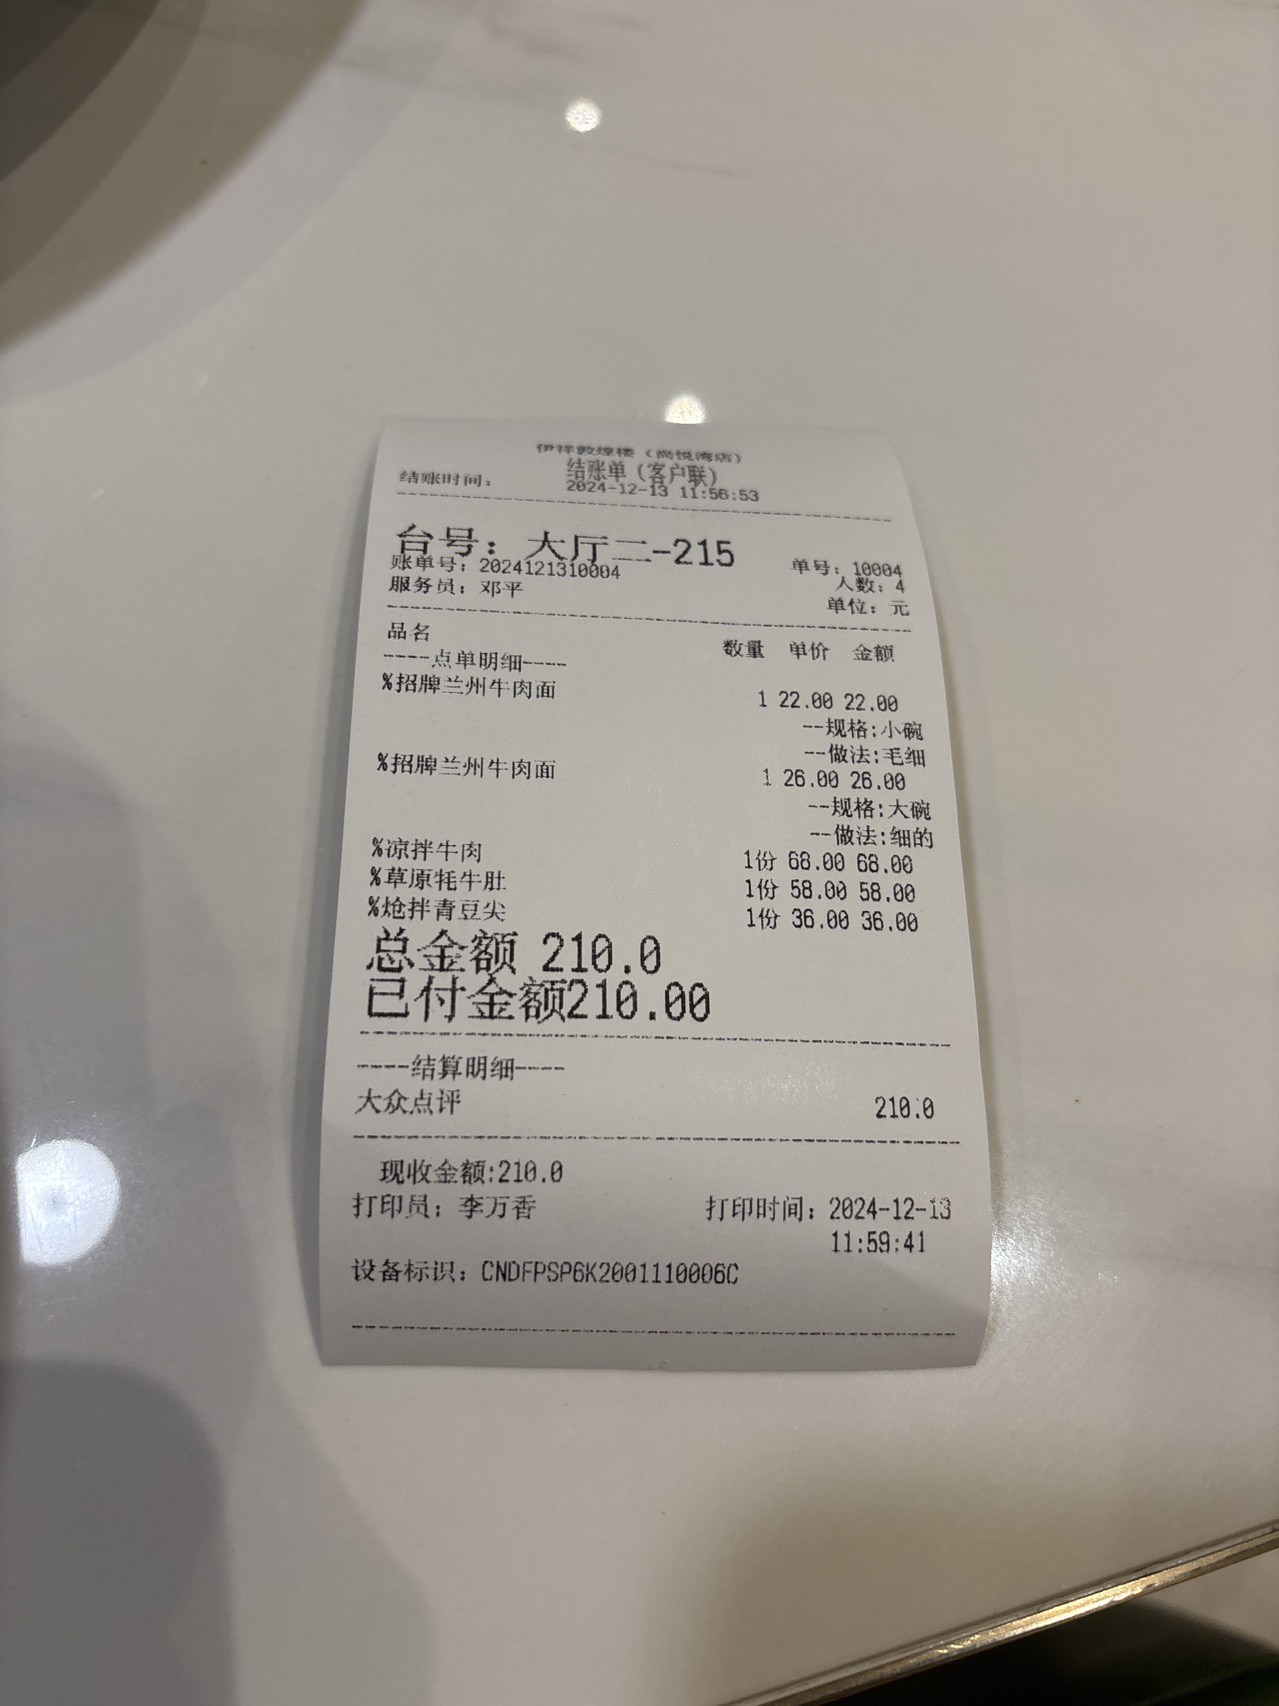 伊祥敦煌楼（尚悦湾店）
结账单（客户联）
结账时间： 2024-12-13 11:56:53
台号：大厅二-215
账单号：2024121310004 单号：10004
服务员：邓平 人数：4
单位：元
品名 数量 单价 金额
----点单明细----
%招牌兰州牛肉面 1 22.00 22.00
--规格:小碗
--做法:毛细
%招牌兰州牛肉面 1 26.00 26.00
--规格:大碗
--做法:细的
%凉拌牛肉 1份 68.00 68.00
%草原牦牛肚 1份 58.00 58.00
%炝拌青豆尖 1份 36.00 36.00
总金额 210.0
已付金额210.00
----结算明细----
大众点评 210.0
现收金额:210.0
打印员：李万香 打印时间：2024-12-13
11:59:41
设备标识：CNDFPSP6K2001110006C